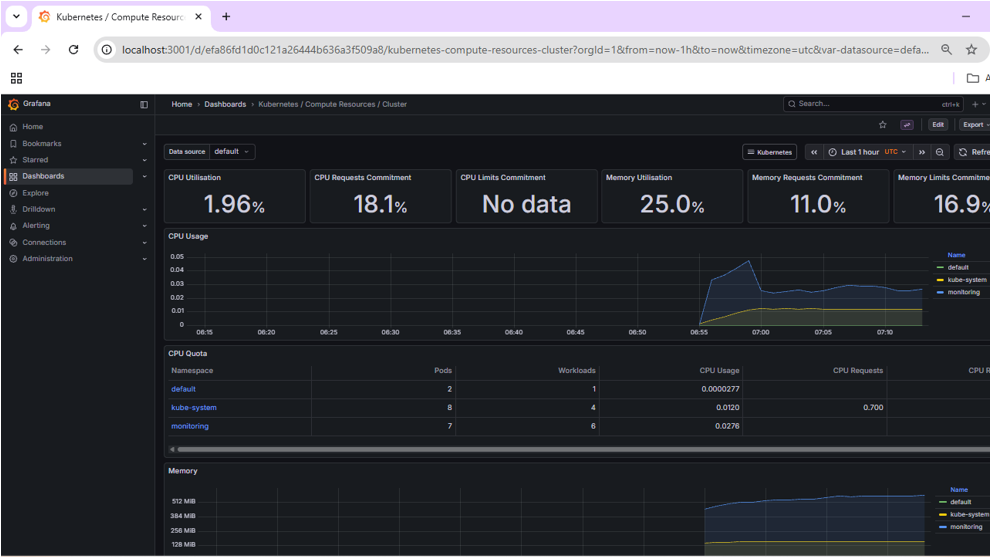 Kubernetes / Compute Resourc
localhost:3001/d/efa86fd1d0c121a26444b636a3f509a8/kubernetes-compute-resources-cluster?orgId=1&from=now-1h&to=now&timezone=utc&var-datasource=defa...
Grafana
Home › Dashboards › Kubernetes / Compute Resources / Cluster
Search... ctrl+k
Home
Bookmarks
Starred
Dashboards
Explore
Drilldown
Alerting
Connections
Administration
Edit Export
Data source default
Kubernetes Last 1 hour UTC Refre
CPU Utilisation
1.96%
CPU Requests Commitment
18.1%
CPU Limits Commitment
No data
Memory Utilisation
25.0%
Memory Requests Commitment
11.0%
Memory Limits Commitme
16.9%
CPU Usage
0.05
0.04
0.03
0.02
0.01
0
06:15 06:20 06:25 06:30 06:35 06:40 06:45 06:50 06:55 07:00 07:05 07:10
Name
default
kube-system
monitoring
CPU Quota
Namespace Pods Workloads CPU Usage CPU Requests CPU R
default 2 1 0.0000277
kube-system 8 4 0.0120 0.700
monitoring 7 6 0.0276
Memory
512 MiB
384 MiB
256 MiB
128 MiB
Name
default
kube-system
monitoring